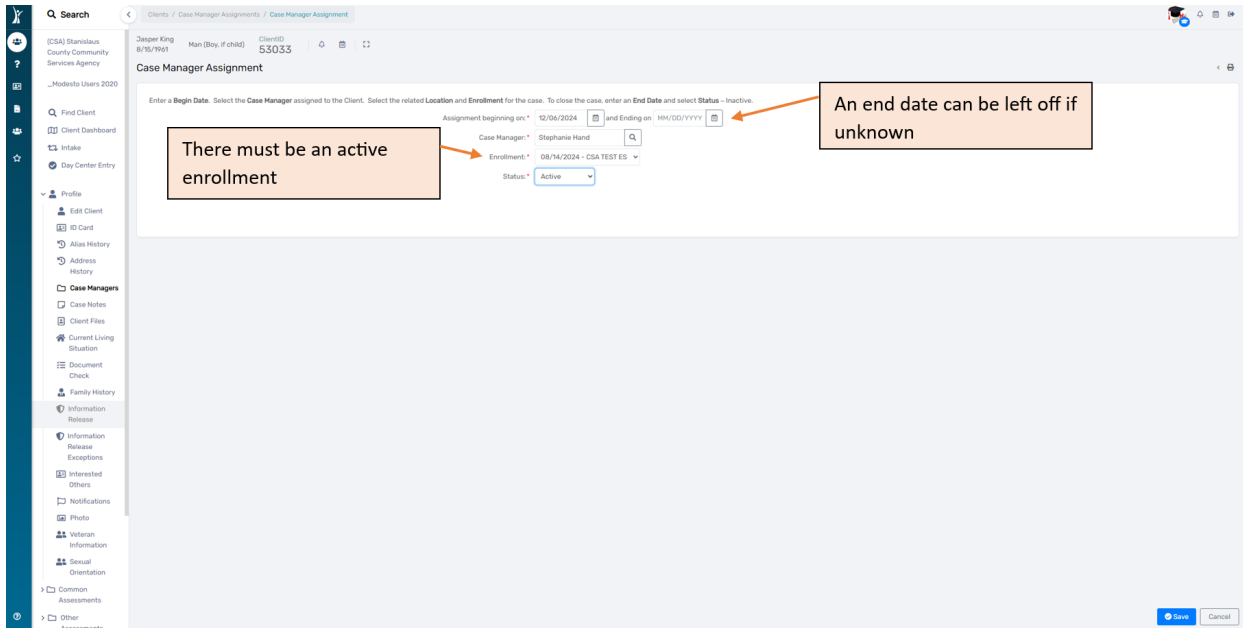 Search
Clients / Case Manager Assignments / Case Manager Assignment
(CSA) Stanislaus
County Community
Services Agency
_Modesto Users 2020
Find Client
Client Dashboard
Intake
Day Center Entry
Profile
Edit Client
ID Card
Alias History
Address
History
Case Managers
Case Notes
Client Files
Current Living
Situation
Document
Check
Family History
Information
Release
Information
Release
Exceptions
Interested
Others
Notifications
Photo
Veteran
Information
Sexual
Orientation
Common
Assessments
Other
Assessments
Jasper King
8/15/1961
Man (Boy, if child)
ClientID
53033
Case Manager Assignment
Enter a Begin Date. Select the Case Manager assigned to the Client. Select the related Location and Enrollment for the case. To close the case, enter an End Date and select Status – Inactive.
Assignment beginning on:* 12/06/2024 and Ending on MM/DD/YYYY
Case Manager:* Stephanie Hand
Enrollment:* 08/14/2024 - CSA TEST ES
Status:* Active
There must be an active
enrollment
An end date can be left off if
unknown
Save
Cancel